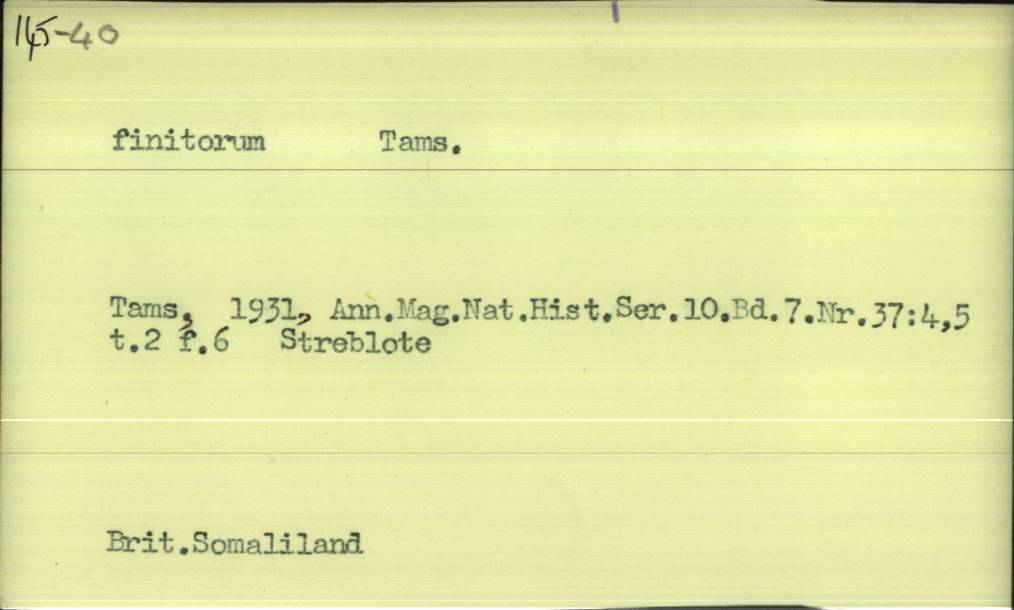 145-40
finitorum Tams.
Tams, 1931, Ann.Mag.Nat.Hist.Ser.10.Bd.7.Nr.37:4,5
t.2 f.6 Streblote
Brit.Somaliland